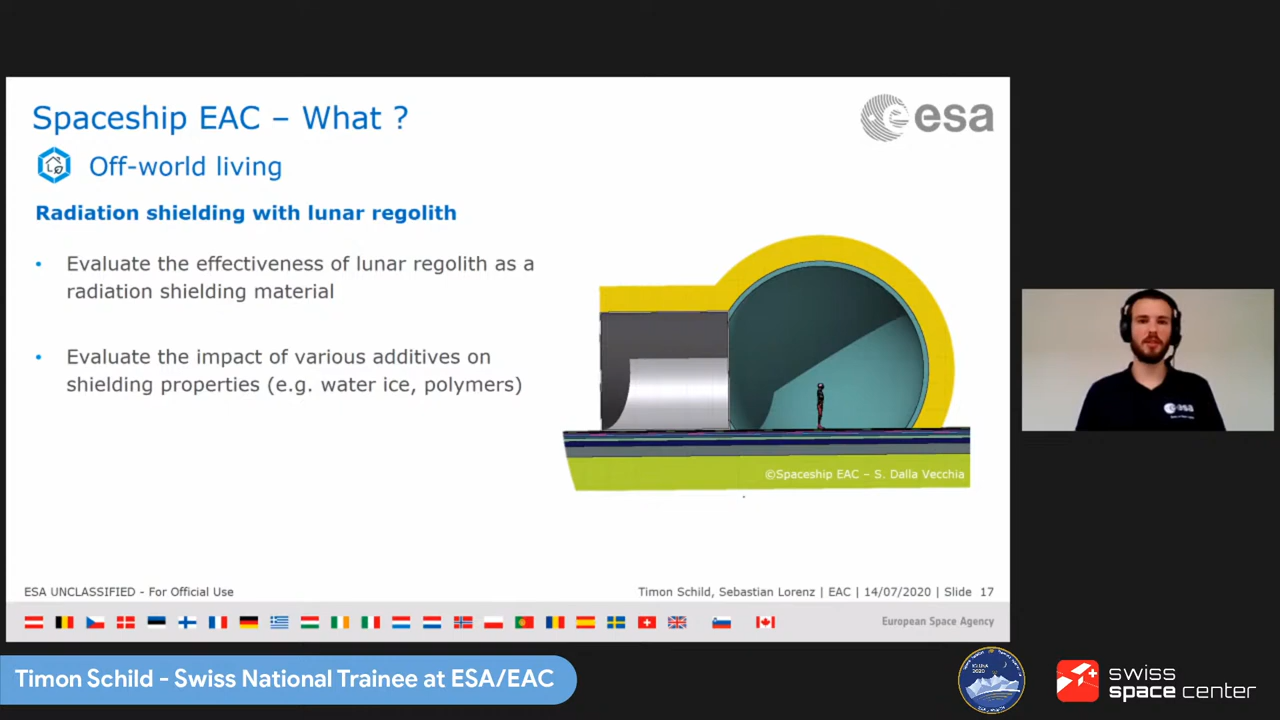 Spaceship EAC – What ?
esa
Off-world living
Radiation shielding with lunar regolith
• Evaluate the effectiveness of lunar regolith as a
radiation shielding material
• Evaluate the impact of various additives on
shielding properties (e.g. water ice, polymers)
©Spaceship EAC – S. Dalla Vecchia
esa
ESA UNCLASSIFIED - For Official Use
Timon Schild, Sebastian Lorenz | EAC | 14/07/2020 | Slide 17
European Space Agency
Timon Schild - Swiss National Trainee at ESA/EAC
2020
swiss
space center